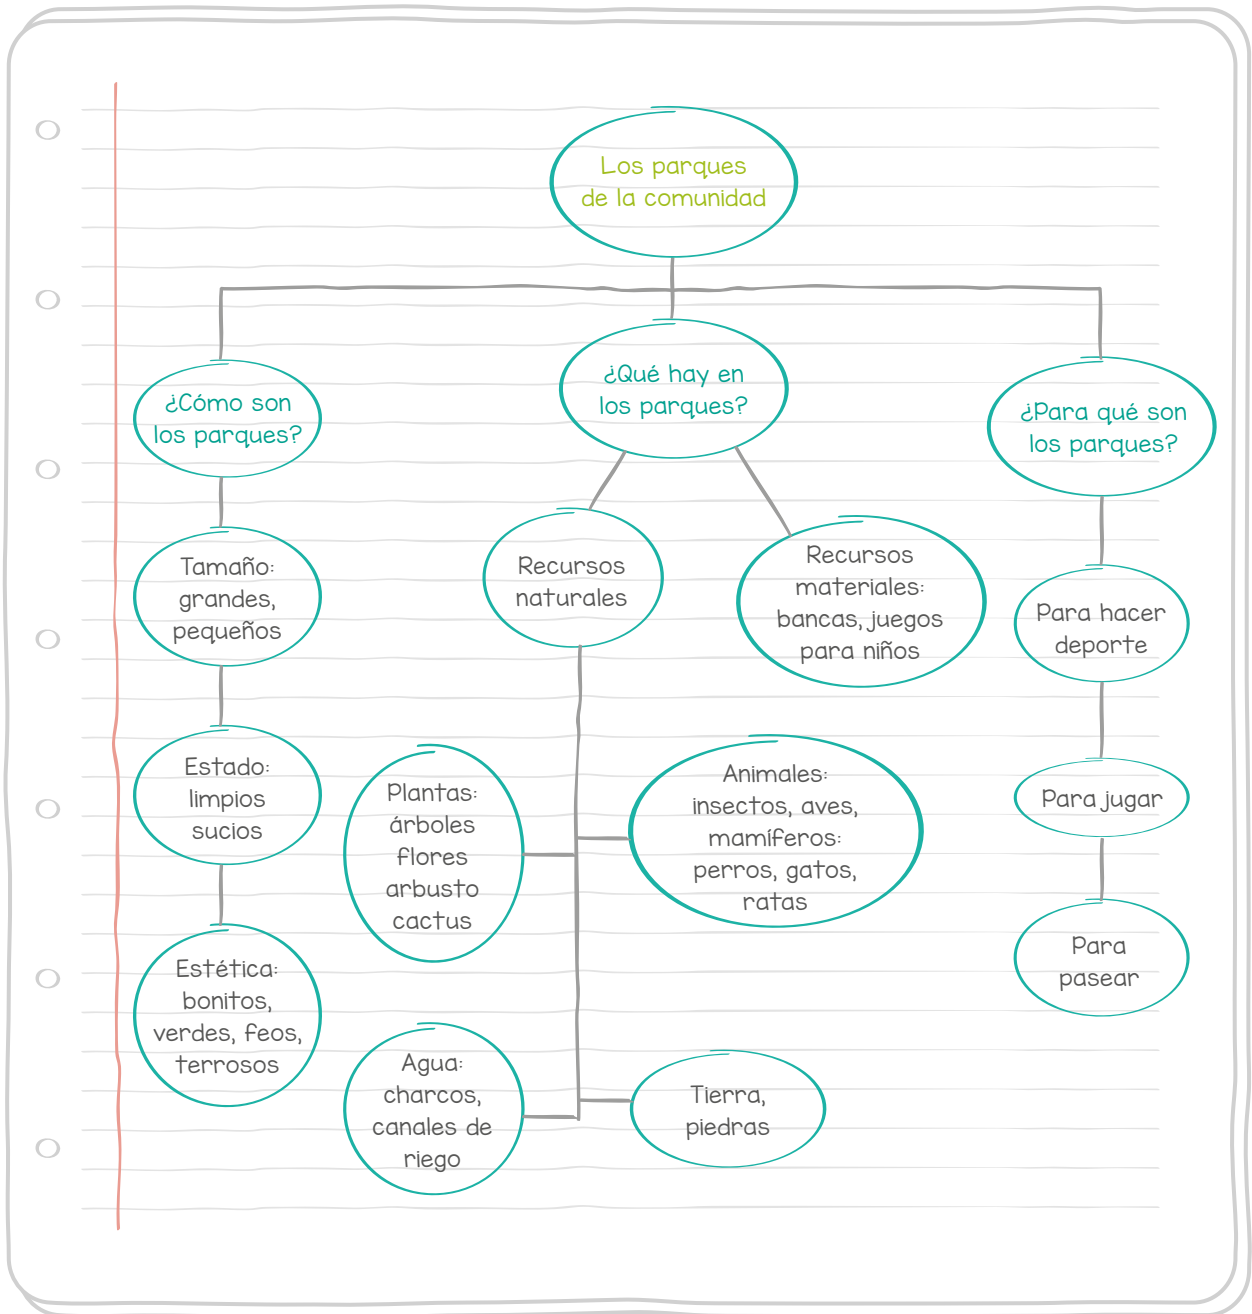 Los parques
de la comunidad
¿Cómo son
los parques?
¿Qué hay en
los parques?
¿Para qué son
los parques?
Tamaño:
grandes,
pequeños
Estado:
limpios
sucios
Estética:
bonitos,
verdes, feos,
terrosos
Recursos
naturales
Recursos
materiales:
bancas, juegos
para niños
Plantas:
árboles
flores
arbusto
cactus
Animales:
insectos, aves,
mamíferos:
perros, gatos,
ratas
Agua:
charcos,
canales de
riego
Tierra,
piedras
Para hacer
deporte
Para jugar
Para
pasear